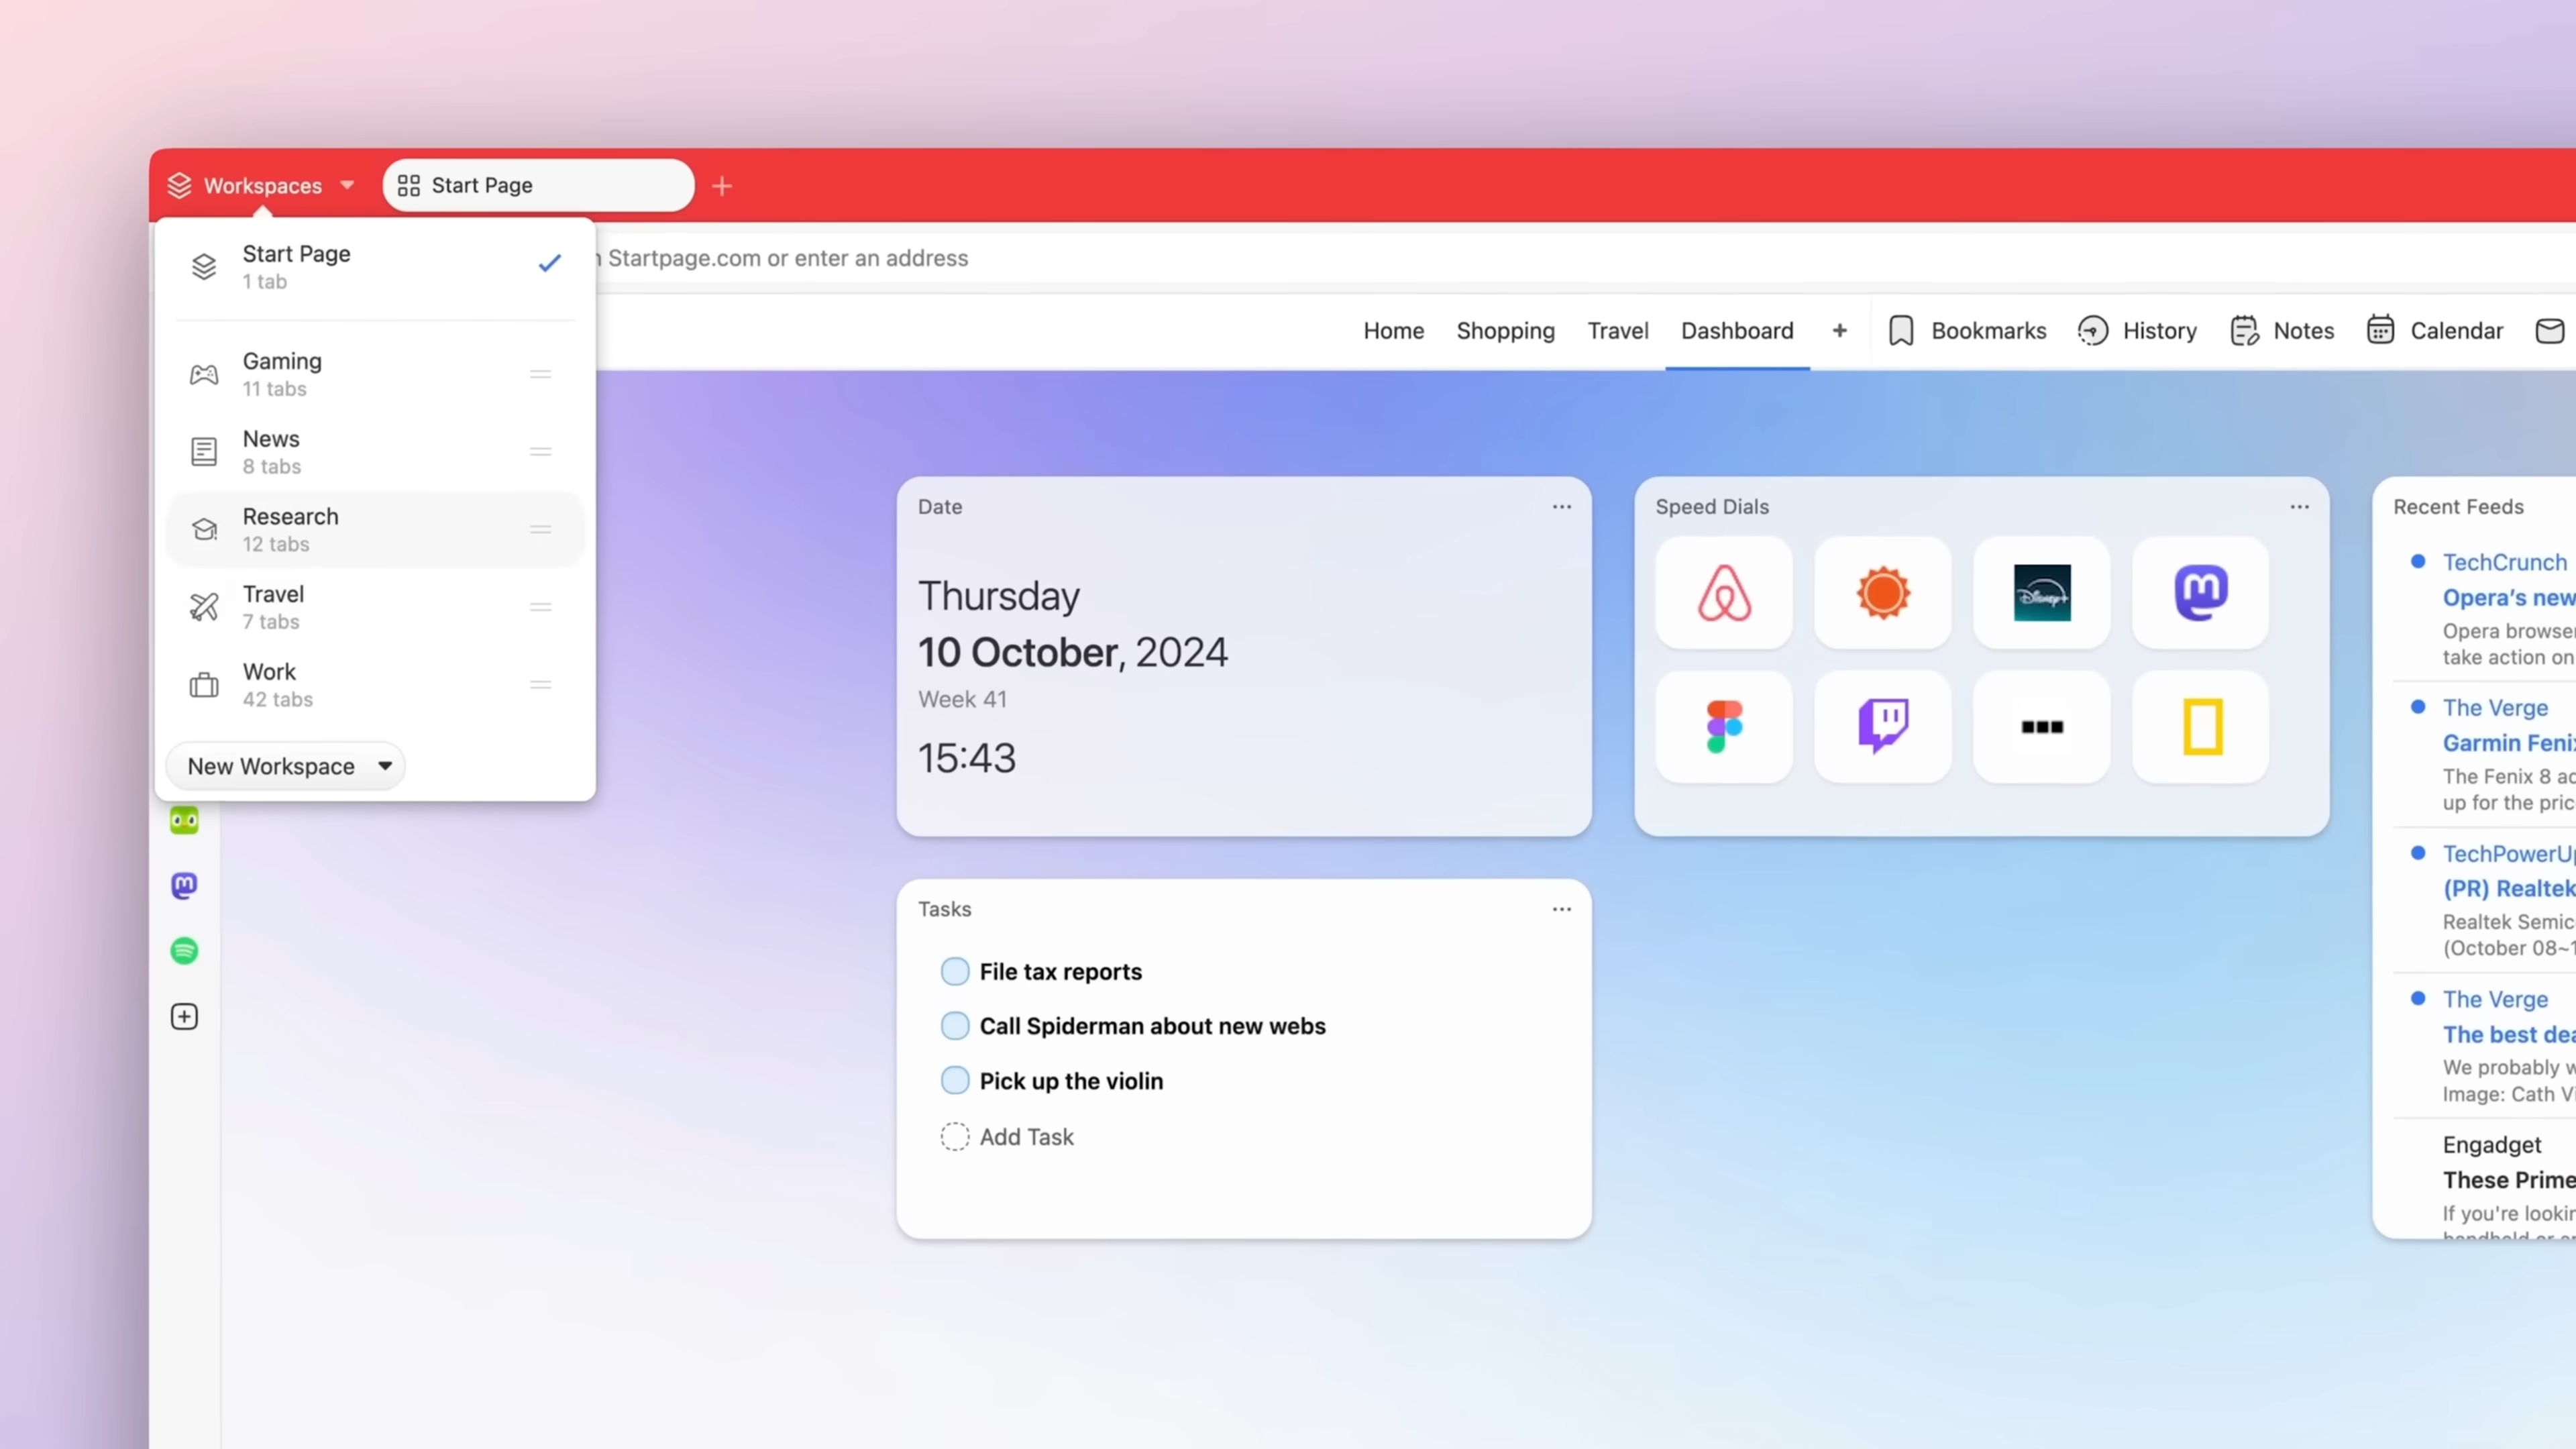 Workspaces
Start Page
Startpage.com or enter an address
Start Page
1 tab
Gaming
11 tabs
News
8 tabs
Research
12 tabs
Travel
7 tabs
Work
42 tabs
New Workspace
Home
Shopping
Travel
Dashboard
Bookmarks
History
Notes
Calendar
Date
Thursday
10 October, 2024
Week 41
15:43
Speed Dials
Disney+
Tasks
File tax reports
Call Spiderman about new webs
Pick up the violin
Add Task
Recent Feeds
TechCrunch
Opera’s new
Opera browser
take action on
The Verge
Garmin Feni
The Fenix 8 ac
up for the pric
TechPowerUp
(PR) Realtek
Realtek Semic
(October 08~1
The Verge
The best dea
We probably w
Image: Cath Vi
Engadget
These Prime
If you're lookin